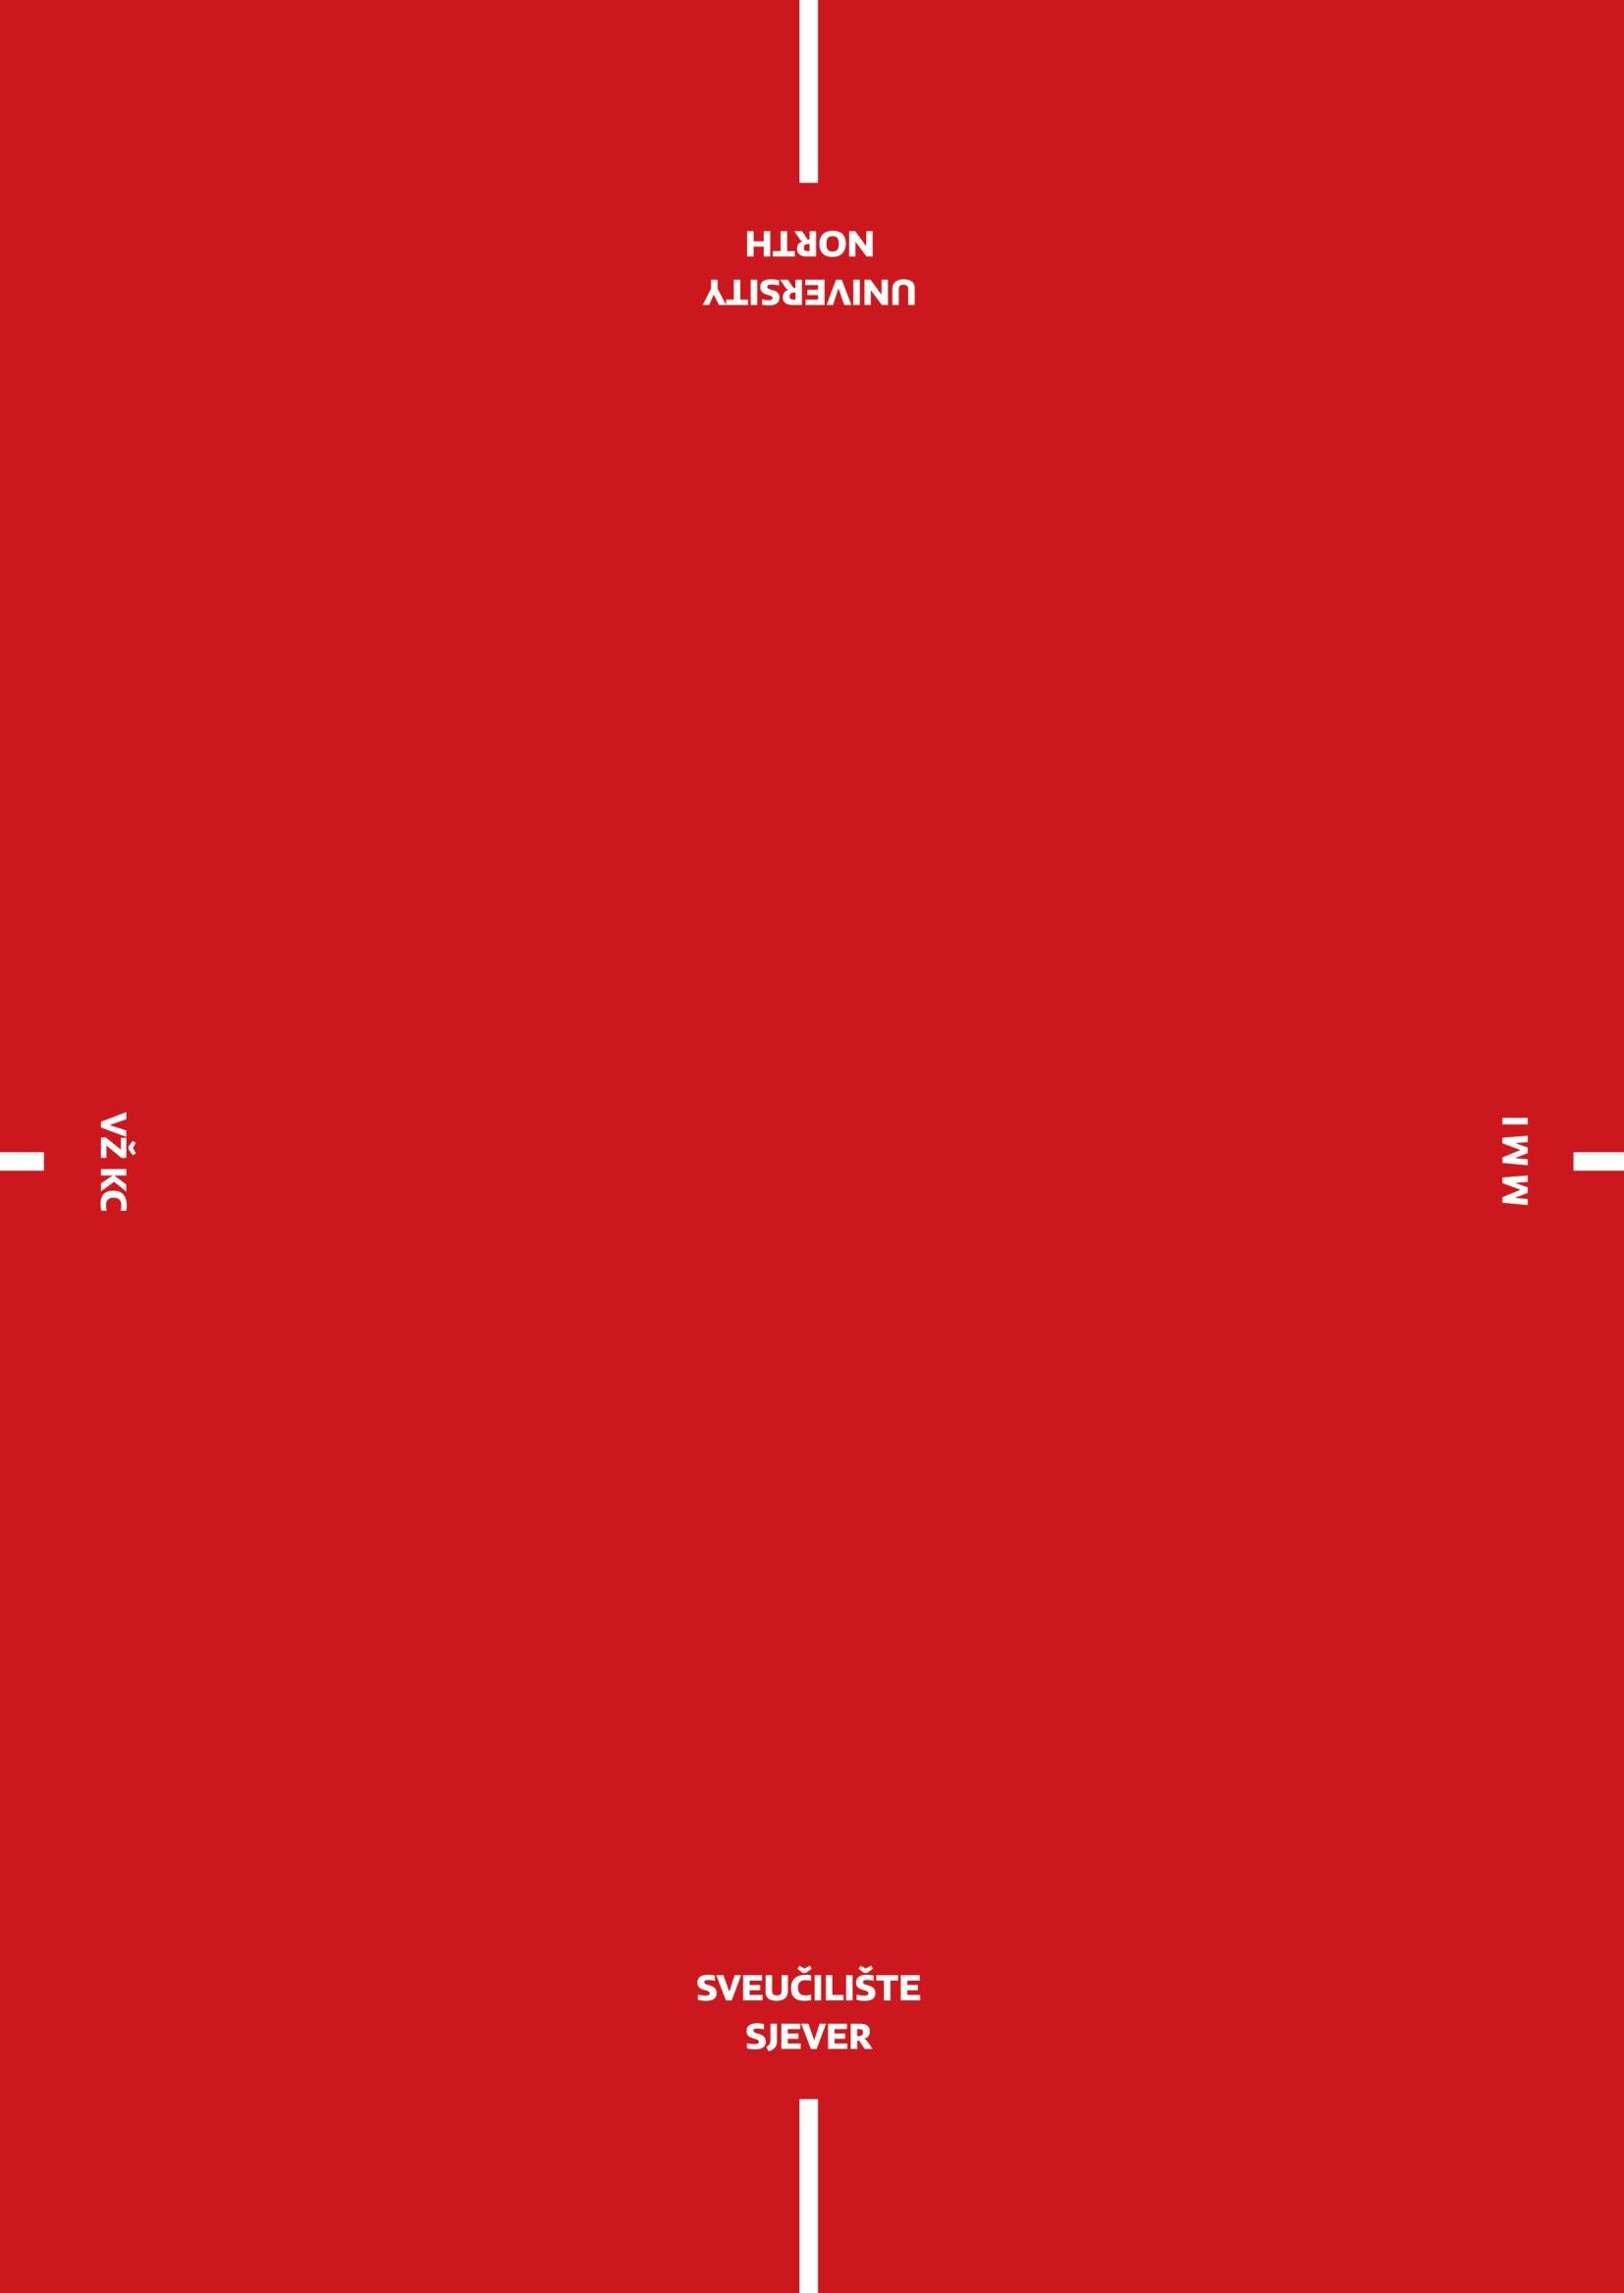 UNIVERSITY
NORTH
VŽ KC
MMI
SVEUČILIŠTE
SJEVER